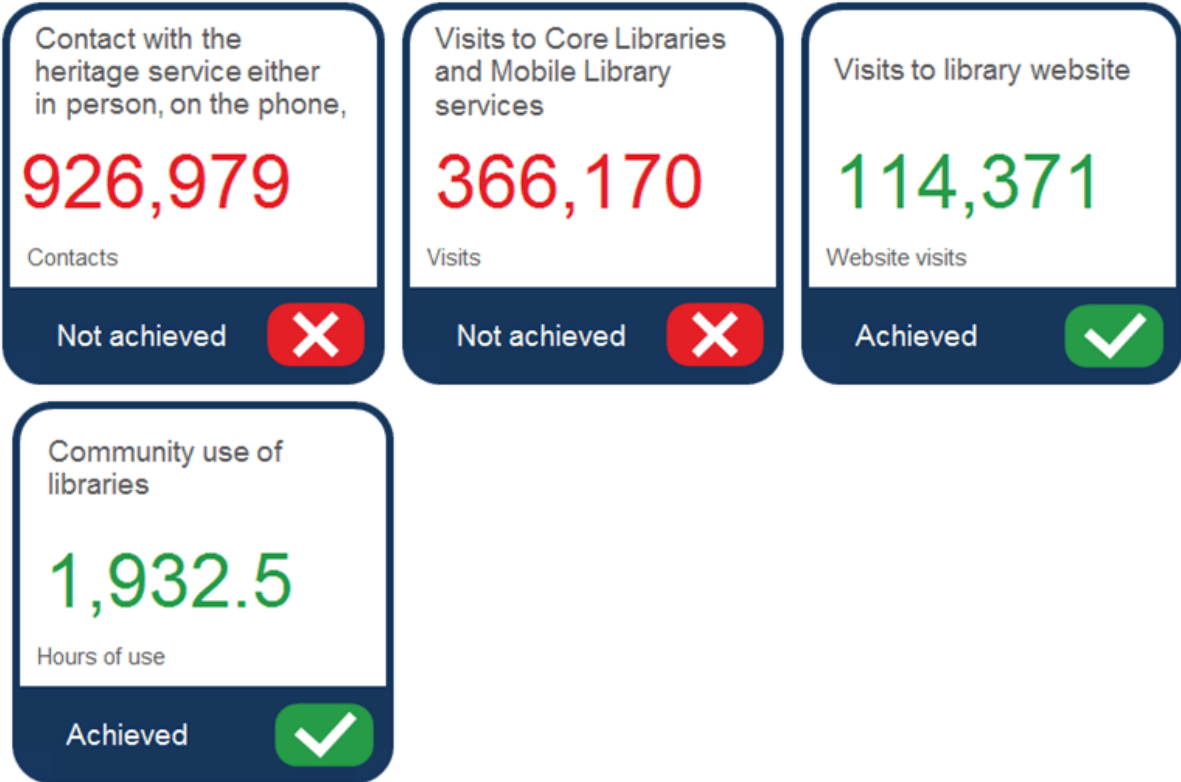 Contact with the
heritage service either
in person, on the phone,
926,979
Contacts
Not achieved
Visits to Core Libraries
and Mobile Library
services
366,170
Visits
Not achieved
Visits to library website
114,371
Website visits
Achieved
Community use of
libraries
1,932.5
Hours of use
Achieved